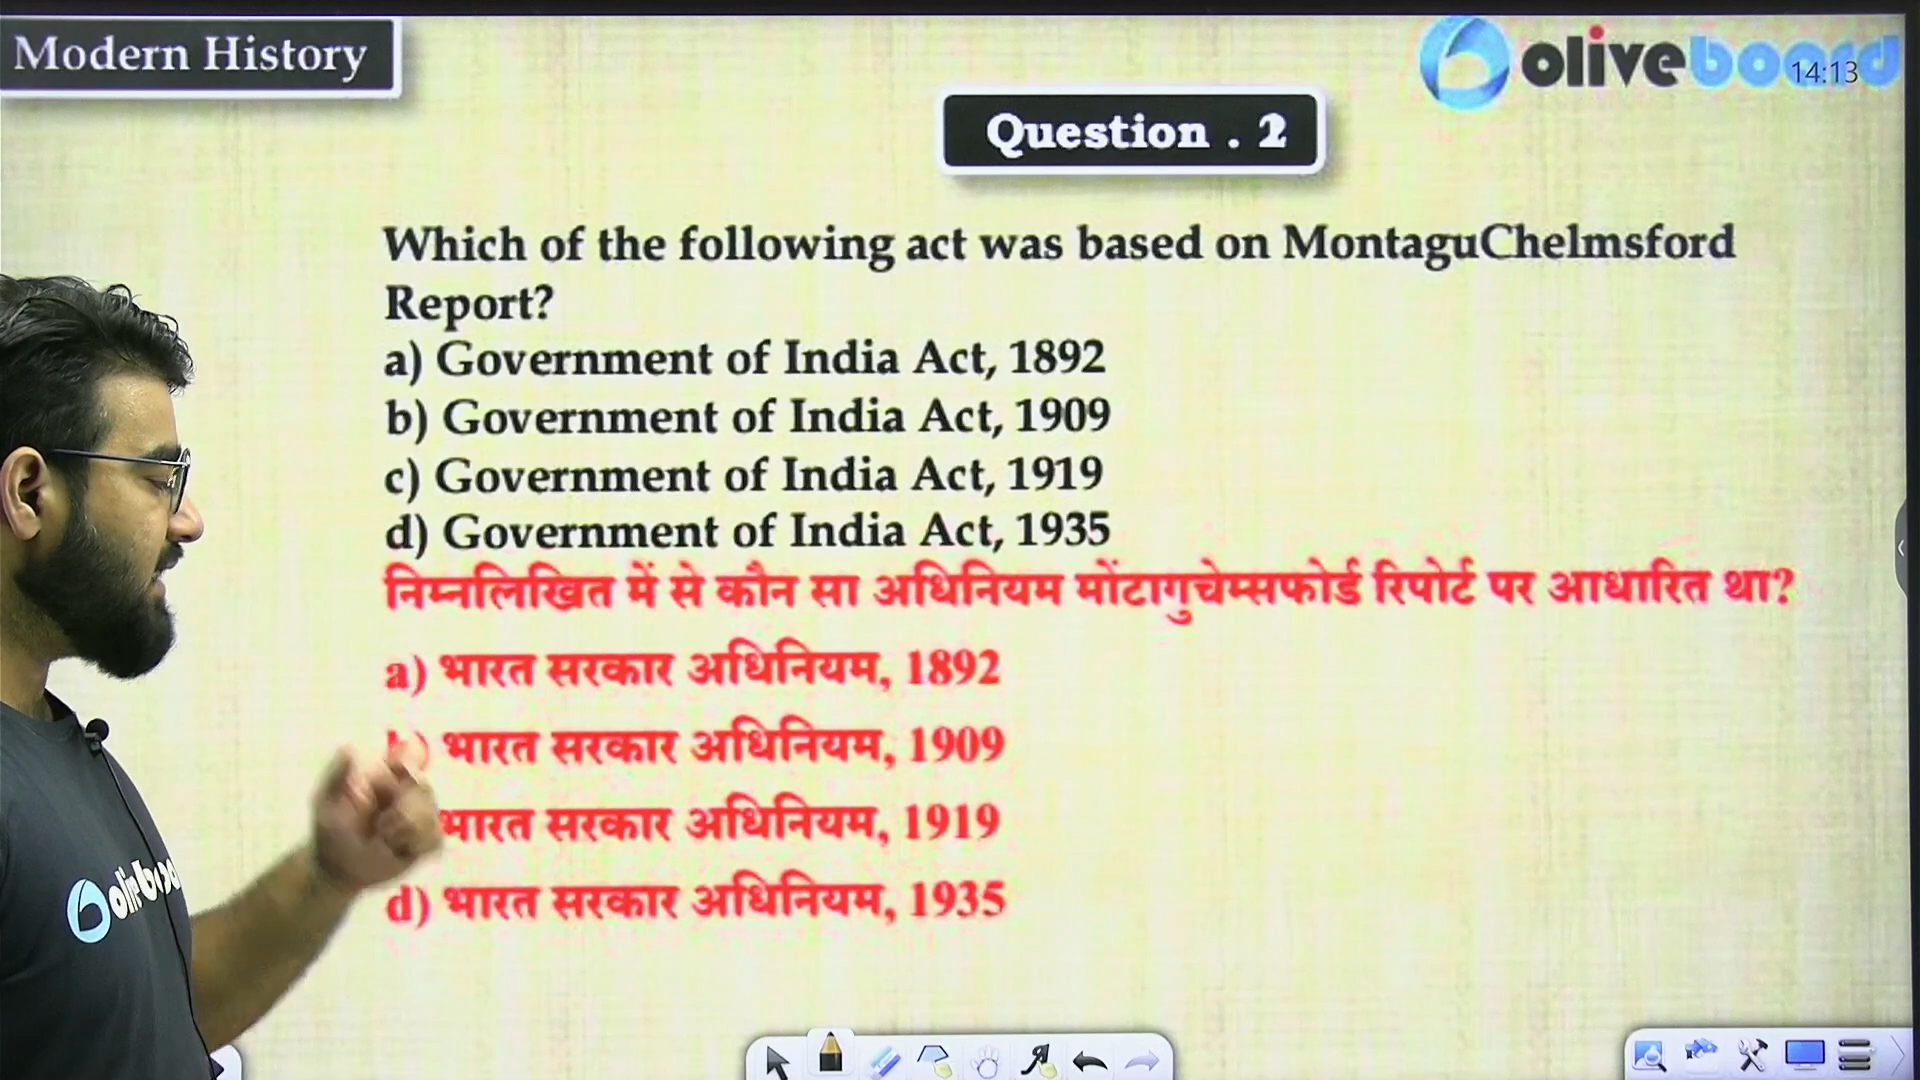 Modern History
oliveboard
14:13
Question . 2
Which of the following act was based on MontaguChelmsford
Report?
a) Government of India Act, 1892
b) Government of India Act, 1909
c) Government of India Act, 1919
d) Government of India Act, 1935
निम्नलिखित में से कौन सा अधिनियम मोंटागुचेम्सफोर्ड रिपोर्ट पर आधारित था?
a) भारत सरकार अधिनियम, 1892
b) भारत सरकार अधिनियम, 1909
भारत सरकार अधिनियम, 1919
d) भारत सरकार अधिनियम, 1935